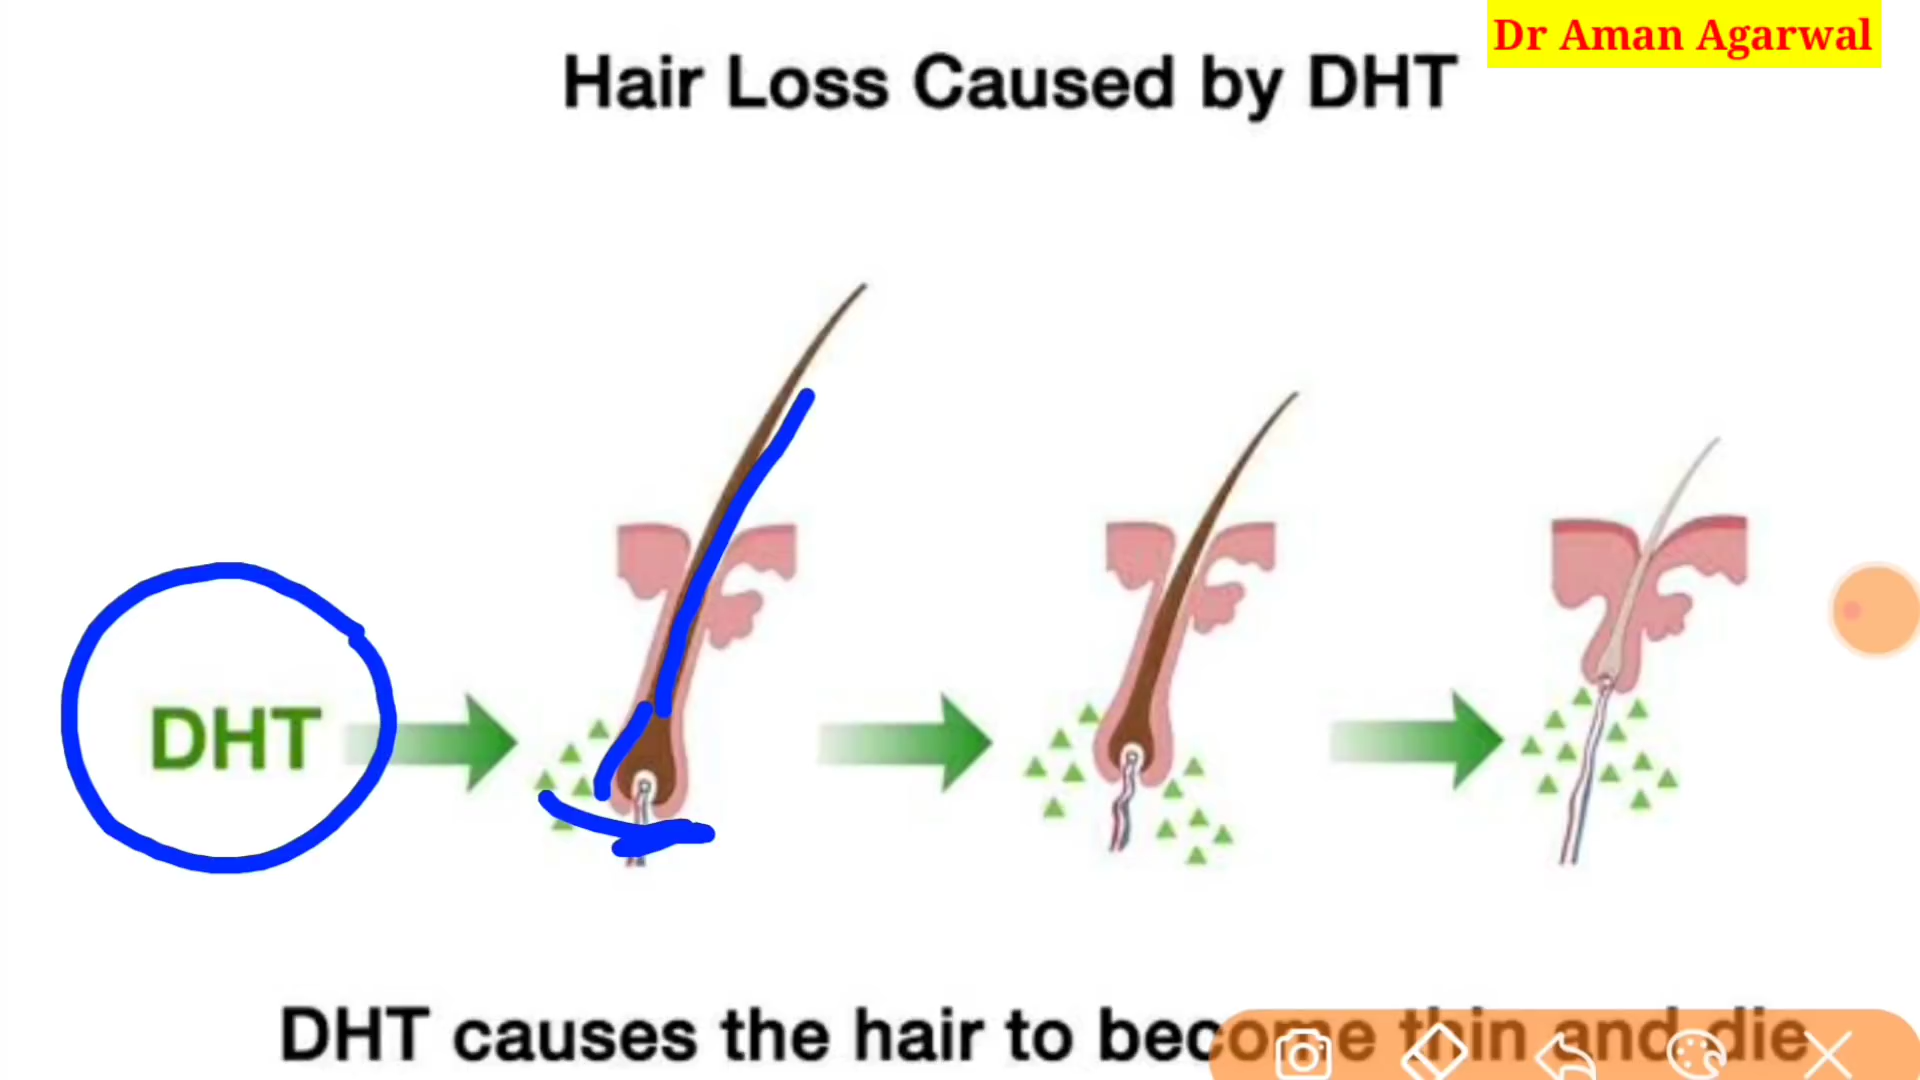 Dr Aman Agarwal
Hair Loss Caused by DHT
DHT
DHT causes the hair to become thin and die